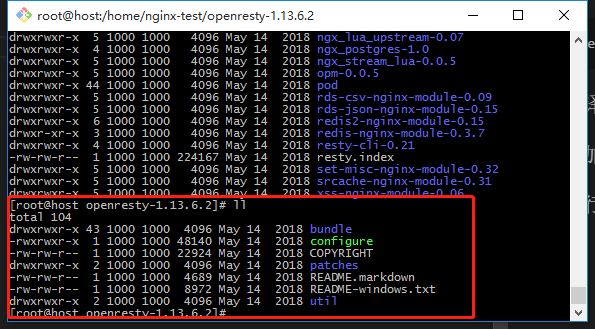 root@host:/home/nginx-test/openresty-1.13.6.2
drwxrwxr-x 5 1000 1000 4096 May 14 2018 ngx_lua_upstream-0.07
drwxrwxr-x 4 1000 1000 4096 May 14 2018 ngx_postgres-1.0
drwxrwxr-x 5 1000 1000 4096 May 14 2018 ngx_stream_lua-0.0.5
drwxrwxr-x 5 1000 1000 4096 May 14 2018 opm-0.0.5
drwxrwxr-x 44 1000 1000 4096 May 14 2018 pod
drwxrwxr-x 5 1000 1000 4096 May 14 2018 rds-csv-nginx-module-0.09
drwxrwxr-x 5 1000 1000 4096 May 14 2018 rds-json-nginx-module-0.15
drwxrwxr-x 6 1000 1000 4096 May 14 2018 redis2-nginx-module-0.15
drwxr-xr-x 3 1000 1000 4096 May 14 2018 redis-nginx-module-0.3.7
drwxrwxr-x 4 1000 1000 4096 May 14 2018 resty-cli-0.21
-rw-rw-r-- 1 1000 1000 224167 May 14 2018 resty.index
drwxrwxr-x 5 1000 1000 4096 May 14 2018 set-misc-nginx-module-0.32
drwxrwxr-x 5 1000 1000 4096 May 14 2018 srcache-nginx-module-0.31
drwxrwxr-x 5 1000 1000 4096 May 14 2018 xss-nginx-module-0.06
[root@host openresty-1.13.6.2]# ll
total 104
drwxrwxr-x 43 1000 1000 4096 May 14 2018 bundle
-rwxrwxr-x 1 1000 1000 48140 May 14 2018 configure
-rw-rw-r-- 1 1000 1000 22924 May 14 2018 COPYRIGHT
drwxrwxr-x 2 1000 1000 4096 May 14 2018 patches
-rw-rw-r-- 1 1000 1000 4689 May 14 2018 README.markdown
-rw-rw-r-- 1 1000 1000 8972 May 14 2018 README-windows.txt
drwxrwxr-x 2 1000 1000 4096 May 14 2018 util
[root@host openresty-1.13.6.2]#